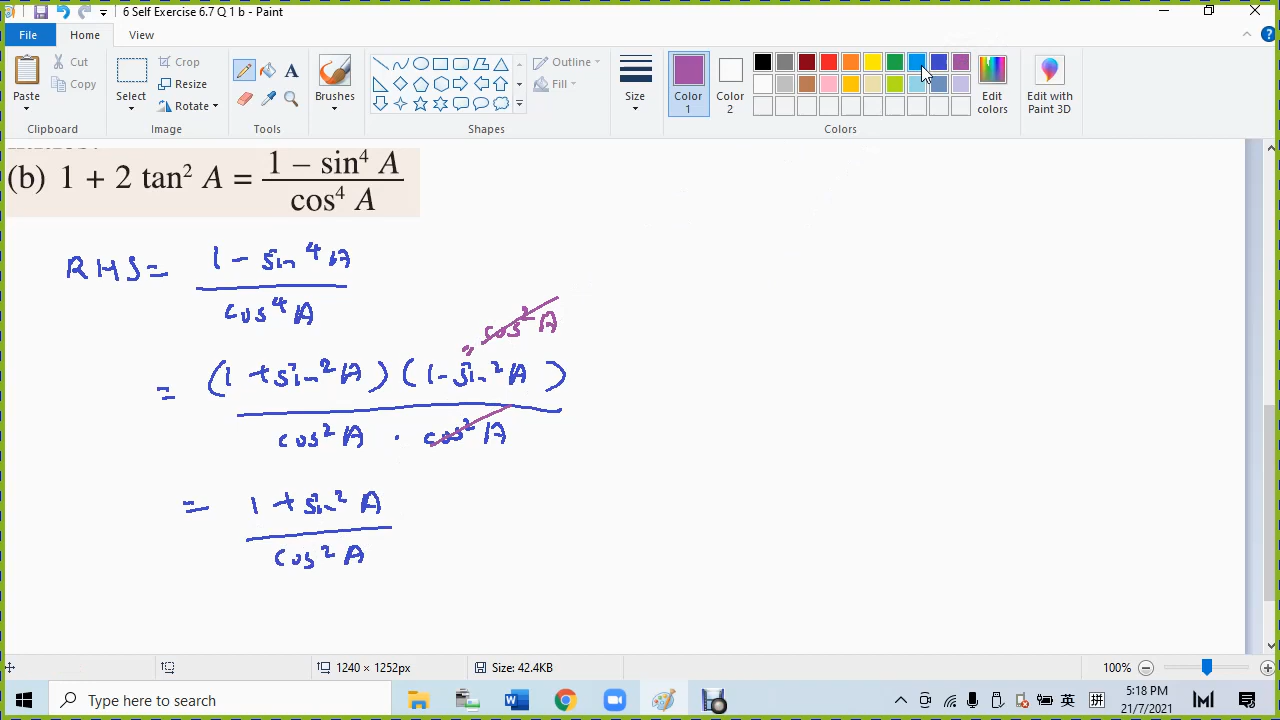 6 Self Exercise 6.7 Q 1 b - Paint
File Home View
Paste Cut Copy Select Crop Resize Rotate A Brushes Outline Fill Size Color 1 Color 2 Edit colors Edit with Paint 3D
Clipboard Image Tools Shapes Colors
(b) 1 + 2 tan² A = (1 − sin⁴ A) / (cos⁴ A)
RHS = (1 - sin⁴ A) / (cos⁴ A)
cos² A
= (1 + sin² A) (1 - sin² A) / (cos² A · cos² A)
= (1 + sin² A) / (cos² A)
1240 × 1252px Size: 42.4KB 100%
Type here to search 英 拼 5:18 PM
21/7/2021